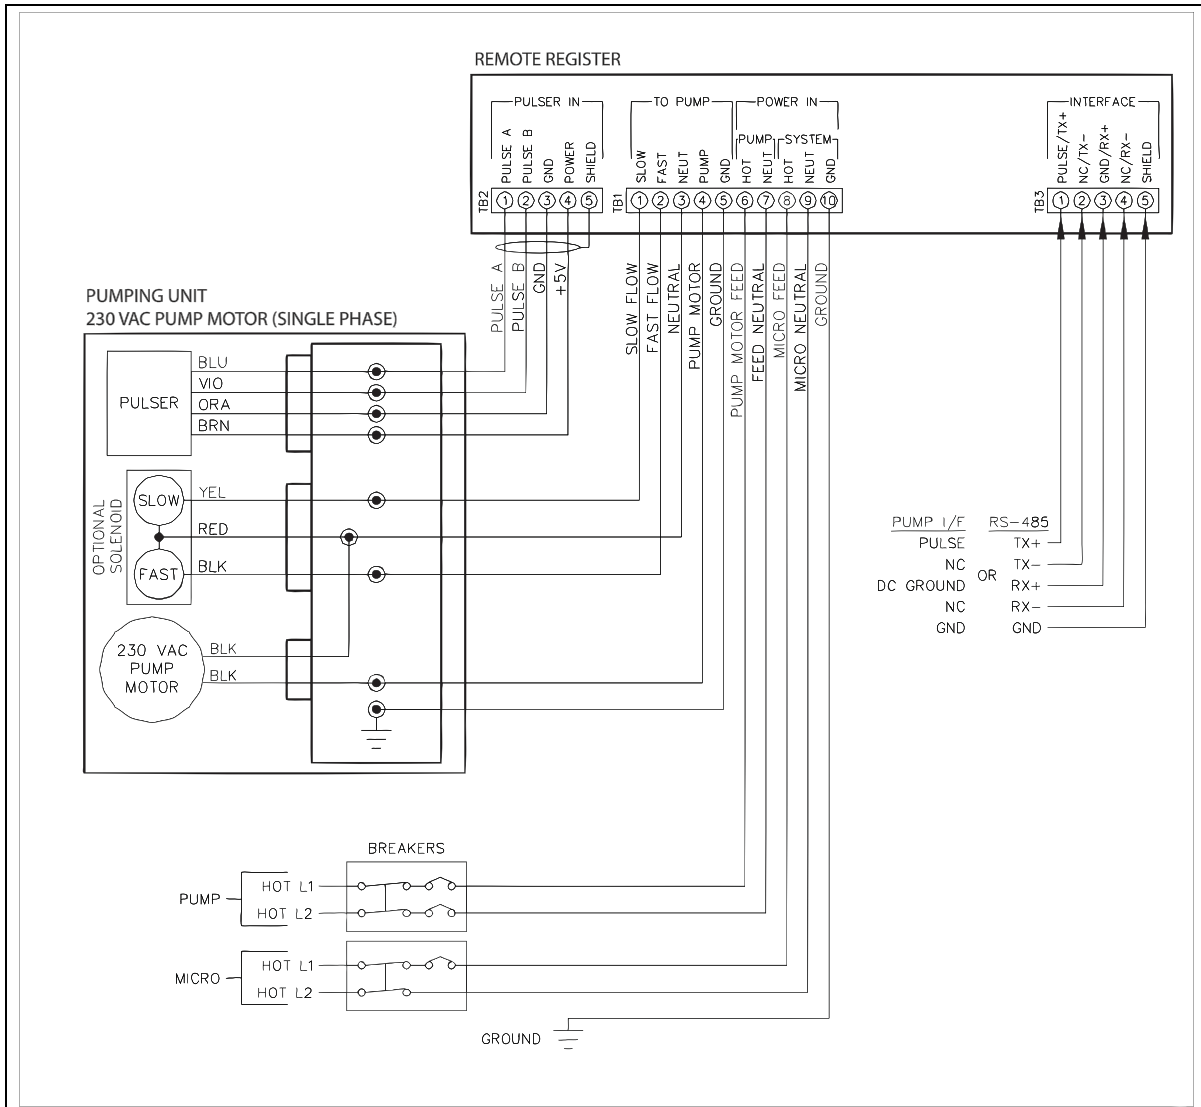 REMOTE REGISTER
PULSER IN
TO PUMP
POWER IN
INTERFACE
PUMP
SYSTEM
PULSE A
PULSE B
GND
POWER
SHIELD
SLOW
FAST
NEUT
PUMP
GND
HOT
NEUT
HOT
NEUT
GND
PULSE/TX+
NC/TX-
GND/RX+
NC/RX-
SHIELD
TB2
1 2 3 4 5
TB1
1 2 3 4 5 6 7 8 9 10
TB3
1 2 3 4 5
PULSE A
PULSE B
GND
+5V
SLOW FLOW
FAST FLOW
NEUTRAL
PUMP MOTOR
GROUND
PUMP MOTOR FEED
FEED NEUTRAL
MICRO FEED
MICRO NEUTRAL
GROUND
PUMPING UNIT
230 VAC PUMP MOTOR (SINGLE PHASE)
PULSER
BLU
VIO
ORA
BRN
OPTIONAL
SOLENOID
SLOW
FAST
YEL
RED
BLK
230 VAC
PUMP
MOTOR
BLK
BLK
PUMP I/F RS-485
PULSE TX+
NC TX-
OR
DC GROUND RX+
NC RX-
GND GND
BREAKERS
PUMP
HOT L1
HOT L2
MICRO
HOT L1
HOT L2
GROUND